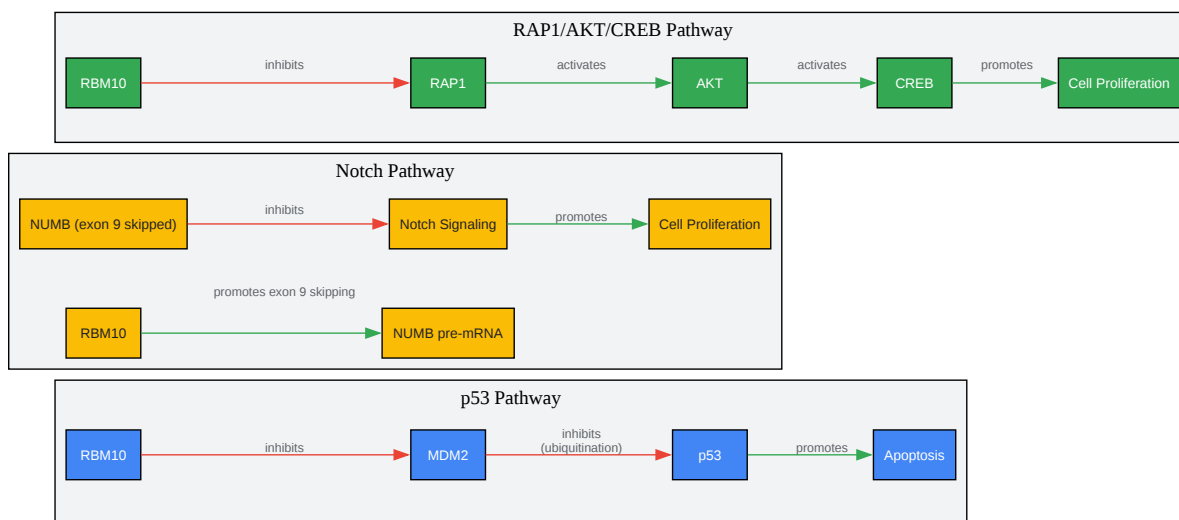 RAP1/AKT/CREB Pathway
RBM10
inhibits
RAP1
activates
AKT
activates
CREB
promotes
Cell Proliferation
Notch Pathway
NUMB (exon 9 skipped)
inhibits
Notch Signaling
promotes
Cell Proliferation
promotes exon 9 skipping
RBM10
NUMB pre-mRNA
p53 Pathway
RBM10
inhibits
MDM2
inhibits
(ubiquitination)
p53
promotes
Apoptosis